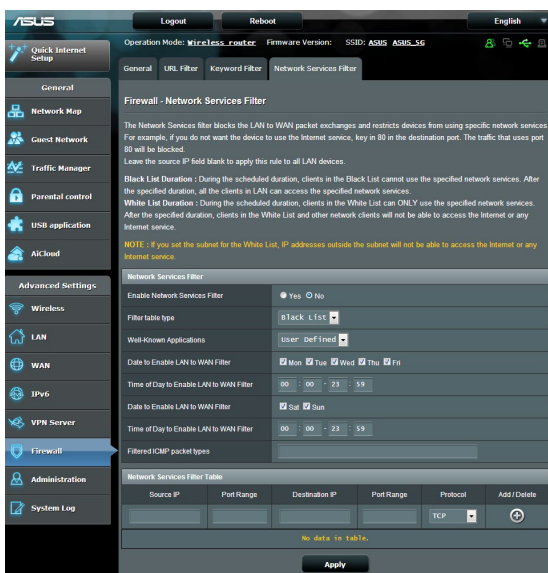 ASUS
Logout Reboot English
Operation Mode: Wireless router Firmware Version: SSID: ASUS ASUS_5G
Quick Internet
Setup
General URL Filter Keyword Filter Network Services Filter
General
Network Map
Guest Network
Traffic Manager
Parental control
USB application
AiCloud
Advanced Settings
Wireless
LAN
WAN
IPv6
VPN Server
Firewall
Administration
System Log
Firewall - Network Services Filter
The Network Services filter blocks the LAN to WAN packet exchanges and restricts devices from using specific network services
For example, if you do not want the device to use the Internet service, key in 80 in the destination port. The traffic that uses port
80 will be blocked.
Leave the source IP field blank to apply this rule to all LAN devices.
Black List Duration : During the scheduled duration, clients in the Black List cannot use the specified network services. After
the specified duration, all the clients in LAN can access the specified network services.
White List Duration : During the scheduled duration, clients in the White List can ONLY use the specified network services.
After the specified duration, clients in the White List and other network clients will not be able to access the Internet or any
Internet service.
NOTE : If you set the subnet for the White List, IP addresses outside the subnet will not be able to access the Internet or any
Internet service.
Network Services Filter
Enable Network Services Filter Yes No
Filter table type Black List
Well-Known Applications User Defined
Date to Enable LAN to WAN Filter Mon Tue Wed Thu Fri
Time of Day to Enable LAN to WAN Filter 00 : 00 - 23 : 59
Date to Enable LAN to WAN Filter Sat Sun
Time of Day to Enable LAN to WAN Filter 00 : 00 - 23 : 59
Filtered ICMP packet types
Network Services Filter Table
Source IP Port Range Destination IP Port Range Protocol Add / Delete
TCP
No data in table.
Apply